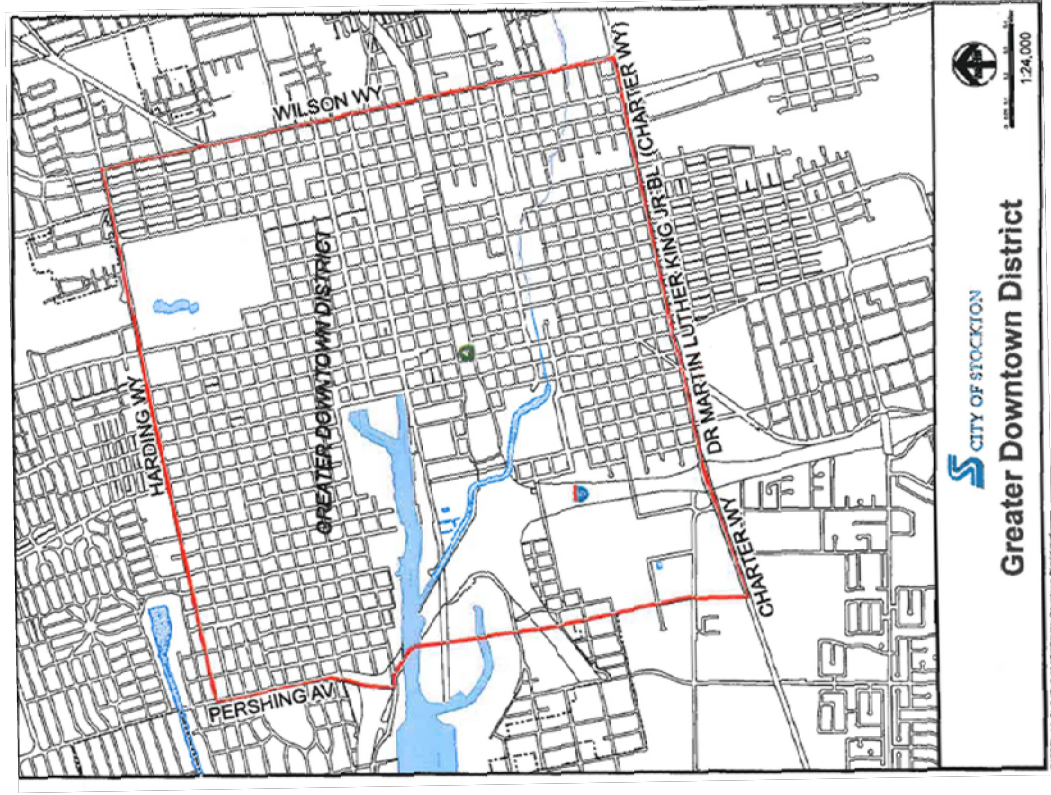 WILSON WY
HARDING WY
GREATER DOWNTOWN DISTRICT
DR MARTIN LUTHER KING JR BL (CHARTER WY)
PERSHING AV
CHARTER WY
CITY OF STOCKTON
Greater Downtown District
1:24,000